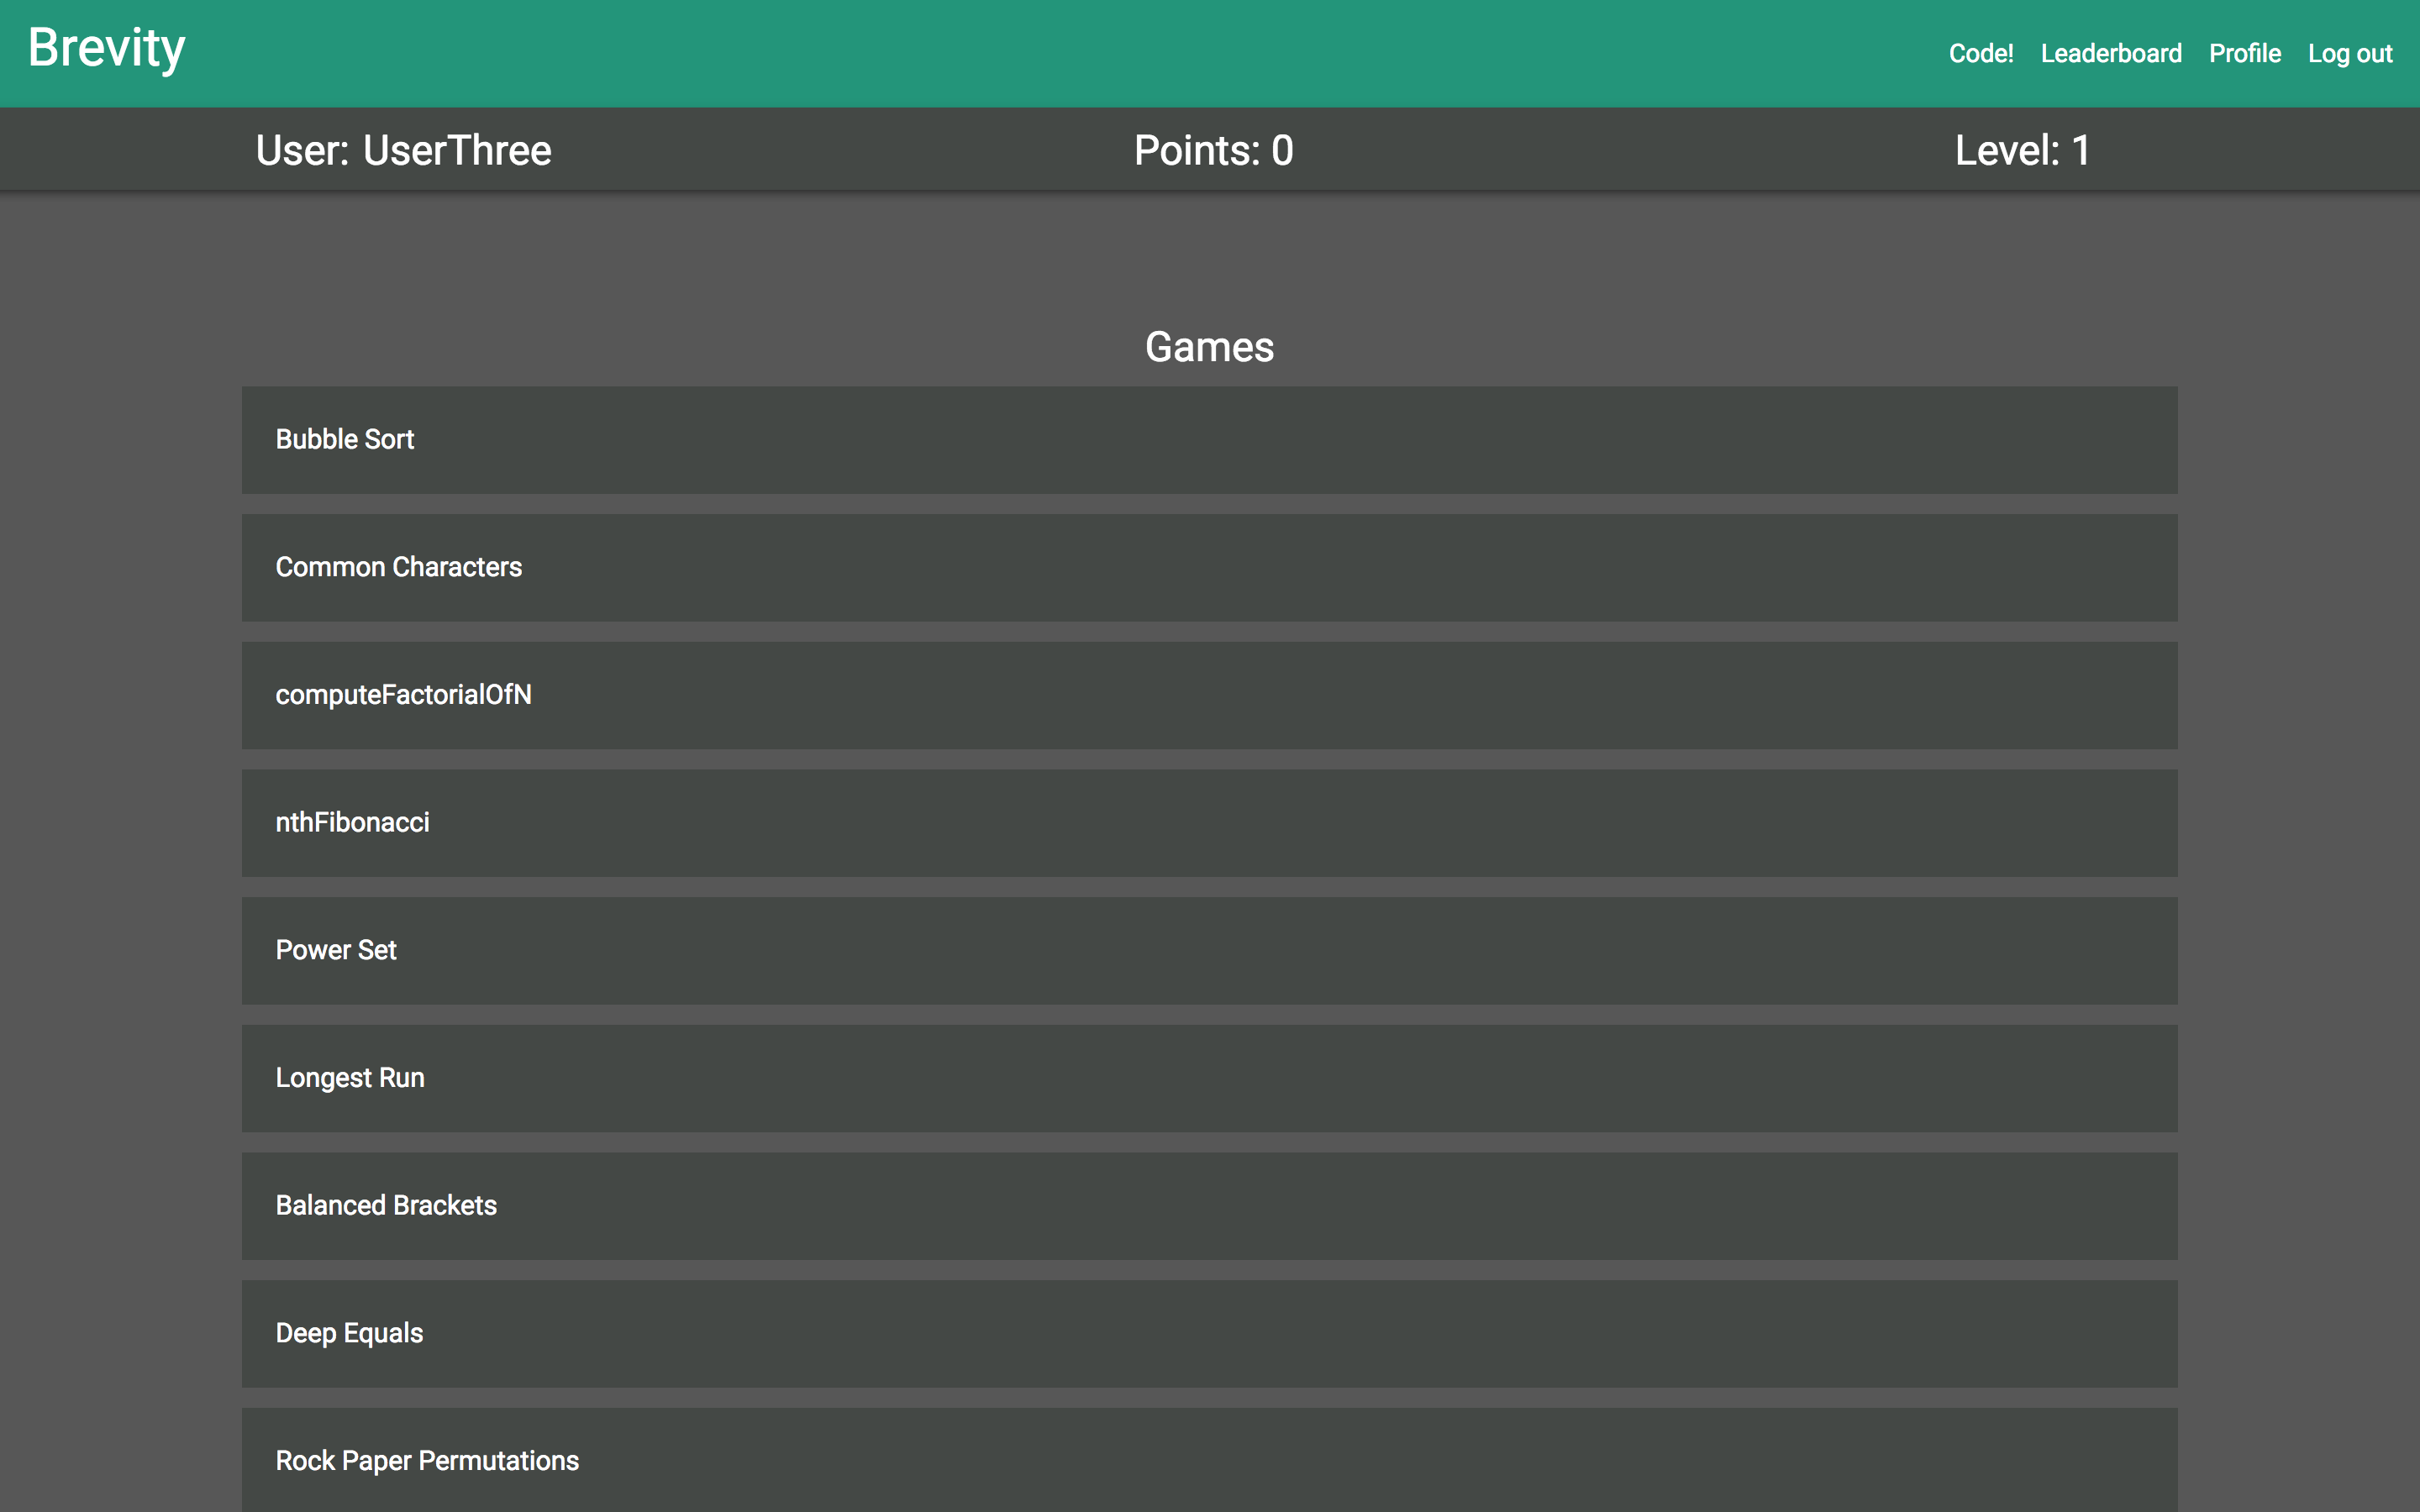 Brevity
Code! Leaderboard Profile Log out
User: UserThree Points: 0 Level: 1
Games
Bubble Sort
Common Characters
computeFactorialOfN
nthFibonacci
Power Set
Longest Run
Balanced Brackets
Deep Equals
Rock Paper Permutations